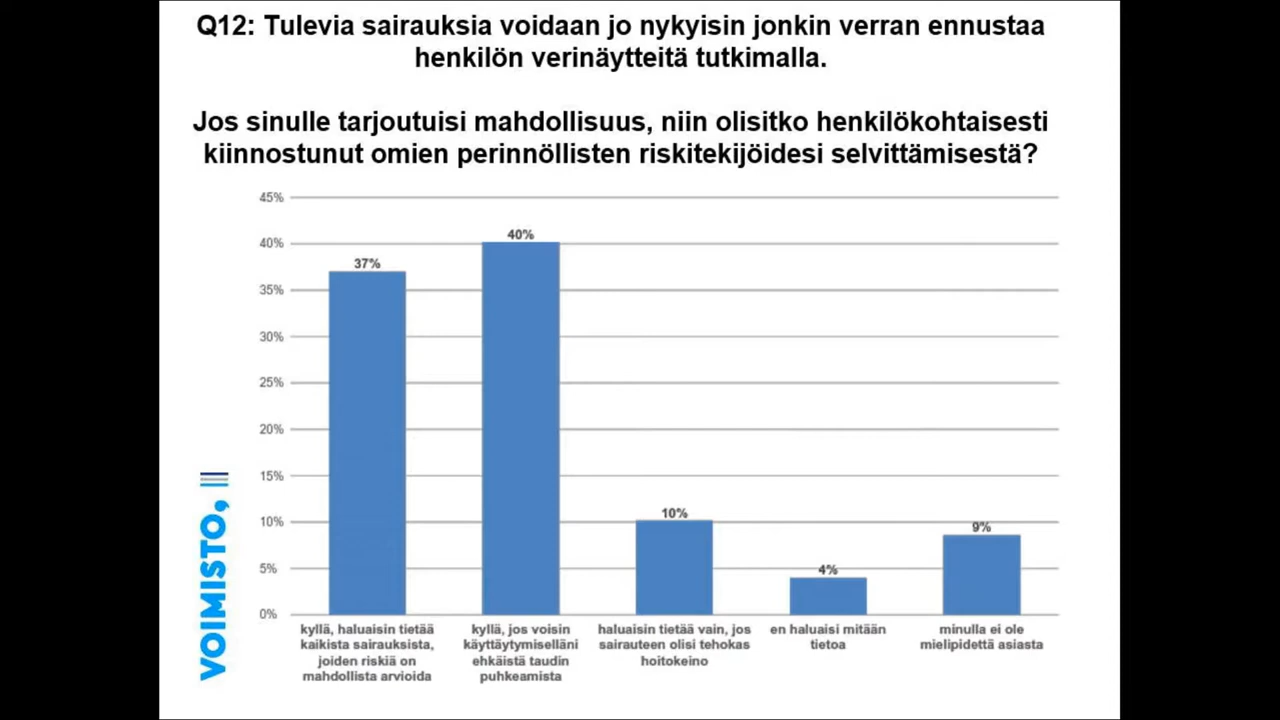 Q12: Tulevia sairauksia voidaan jo nykyisin jonkin verran ennustaa
henkilön verinäytteitä tutkimalla.
Jos sinulle tarjoutuisi mahdollisuus, niin olisitko henkilökohtaisesti
kiinnostunut omien perinnöllisten riskitekijöidesi selvittämisestä?
45%
40%
35%
30%
25%
20%
15%
10%
5%
0%
37%
40%
10%
4%
9%
kyllä, haluaisin tietää
kaikista sairauksista,
joiden riskiä on
mahdollista arvioida
kyllä, jos voisin
käyttäytymiselläni
ehkäistä taudin
puhkeamista
haluaisin tietää vain, jos
sairauteen olisi tehokas
hoitokeino
en haluaisi mitään
tietoa
minulla ei ole
mielipidettä asiasta
VOIMISTO,